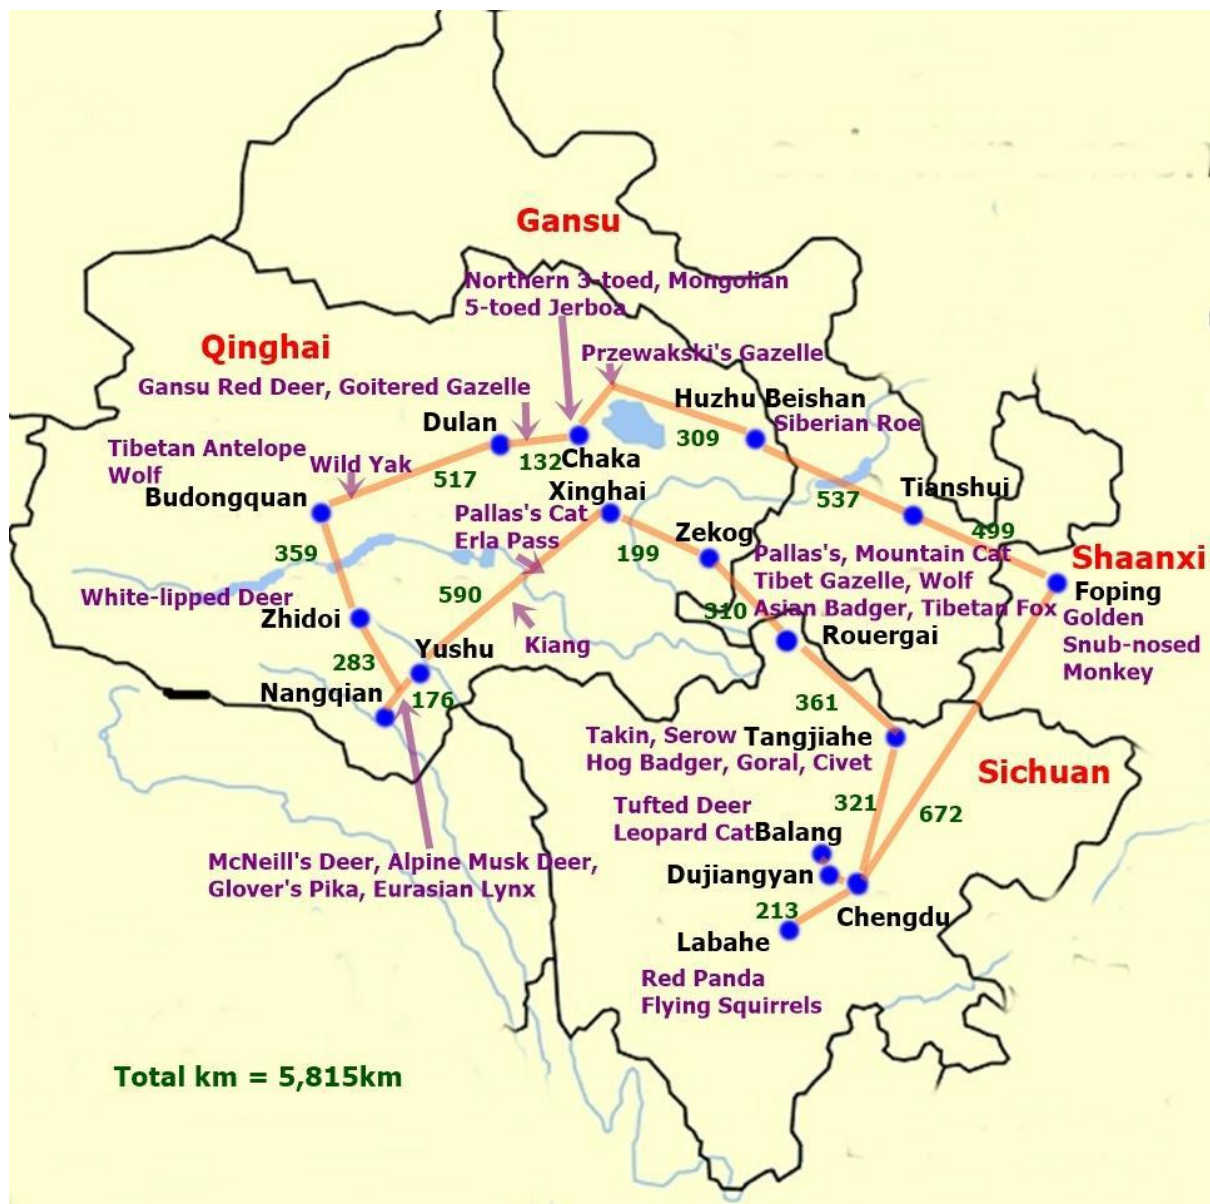 Gansu
Northern 3-toed, Mongolian
5-toed Jerboa
Qinghai
Przewakski's Gazelle
Gansu Red Deer, Goitered Gazelle
Huzhu Beishan
Siberian Roe
Dulan
309
132
Chaka
Tibetan Antelope
Wolf
Wild Yak
517
Budongquan
Xinghai
537
Tianshui
499
Pallas's Cat
Erla Pass
Zekog
199
359
Pallas's, Mountain Cat
Tibet Gazelle, Wolf
Asian Badger, Tibetan Fox
Shaanxi
Foping
Golden
Snub-nosed
Monkey
White-lipped Deer
590
310
Zhidoi
Rouergai
Kiang
Yushu
283
Nangqian
176
361
Takin, Serow
Hog Badger, Goral, Civet
Tangjiahe
Sichuan
Tufted Deer
Leopard Cat
321
672
Balang
Dujiangyan
McNeill's Deer, Alpine Musk Deer,
Glover's Pika, Eurasian Lynx
213
Chengdu
Labahe
Red Panda
Flying Squirrels
Total km = 5,815km